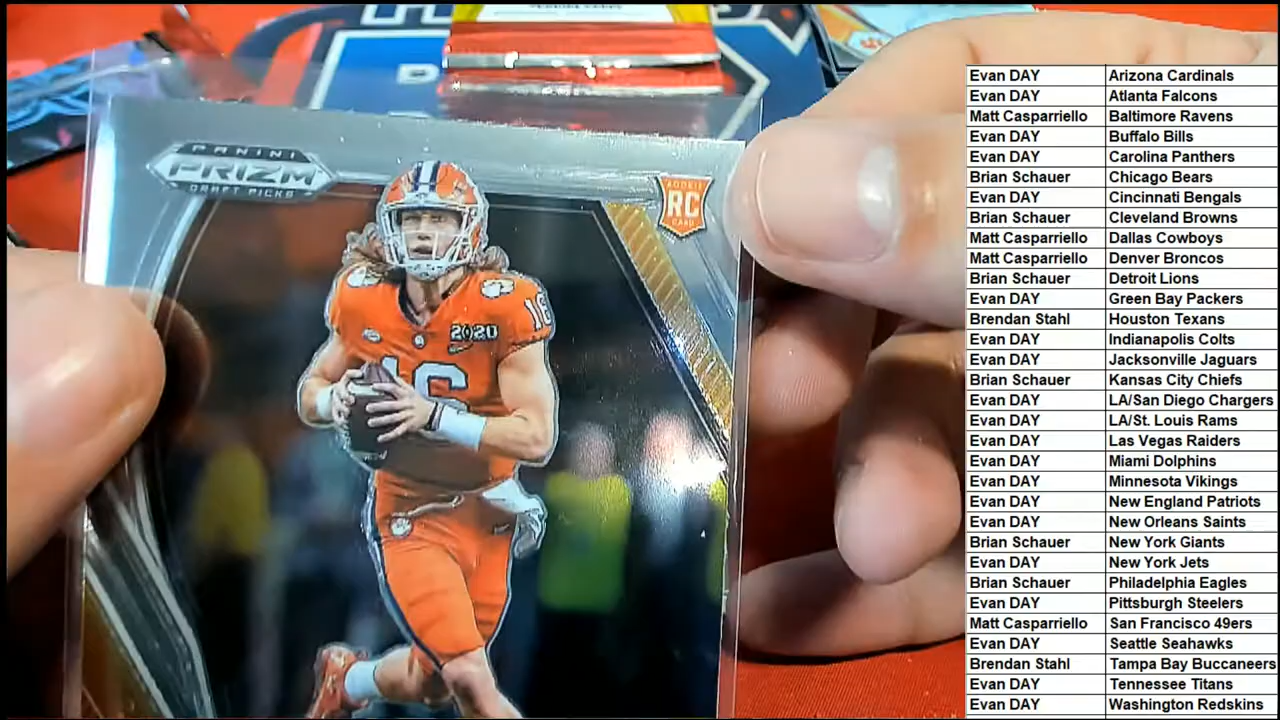 PANINI
PRIZM
DRAFT PICKS
ROOKIE
RC
CARD
2020
16
16
Evan DAY Arizona Cardinals
Evan DAY Atlanta Falcons
Matt Casparriello Baltimore Ravens
Evan DAY Buffalo Bills
Evan DAY Carolina Panthers
Brian Schauer Chicago Bears
Evan DAY Cincinnati Bengals
Brian Schauer Cleveland Browns
Matt Casparriello Dallas Cowboys
Matt Casparriello Denver Broncos
Brian Schauer Detroit Lions
Evan DAY Green Bay Packers
Brendan Stahl Houston Texans
Evan DAY Indianapolis Colts
Evan DAY Jacksonville Jaguars
Brian Schauer Kansas City Chiefs
Evan DAY LA/San Diego Chargers
Evan DAY LA/St. Louis Rams
Evan DAY Las Vegas Raiders
Evan DAY Miami Dolphins
Evan DAY Minnesota Vikings
Evan DAY New England Patriots
Evan DAY New Orleans Saints
Brian Schauer New York Giants
Evan DAY New York Jets
Brian Schauer Philadelphia Eagles
Evan DAY Pittsburgh Steelers
Matt Casparriello San Francisco 49ers
Evan DAY Seattle Seahawks
Brendan Stahl Tampa Bay Buccaneers
Evan DAY Tennessee Titans
Evan DAY Washington Redskins